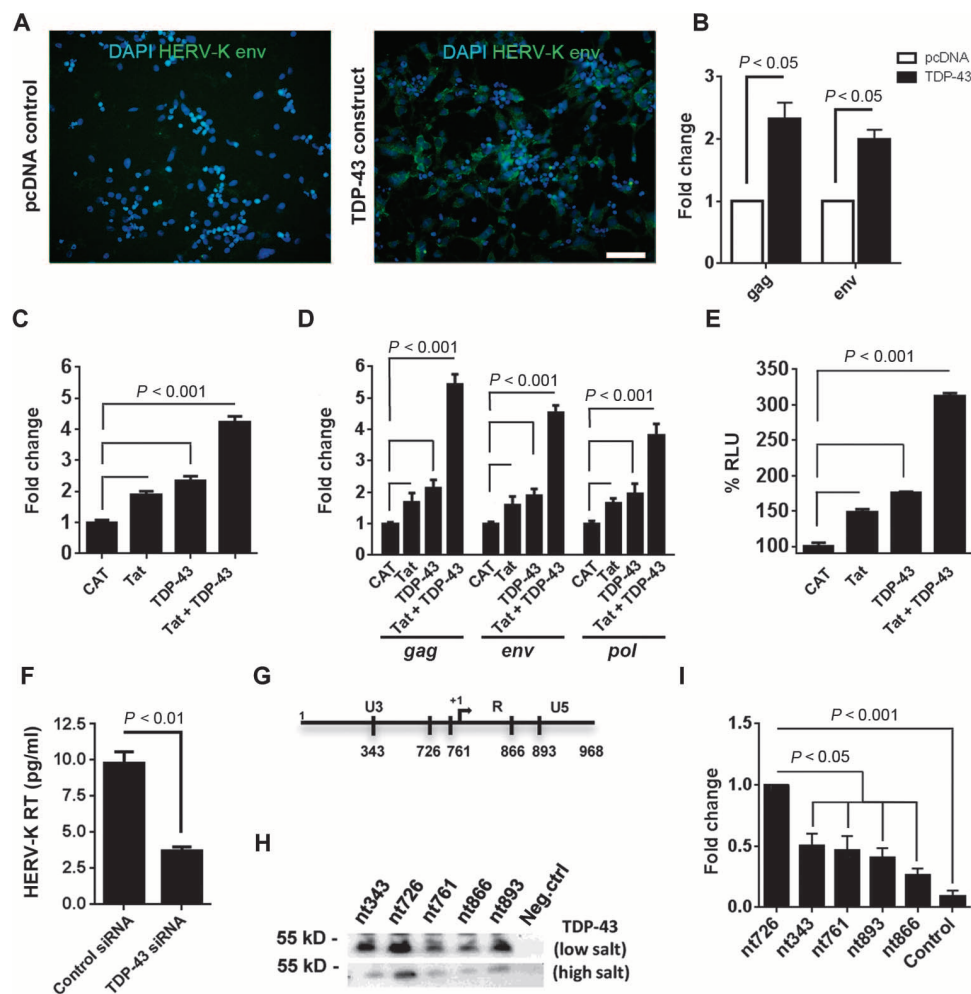 A
pcDNA control
DAPI HERV-K env
TDP-43 construct
DAPI HERV-K env
B
pcDNA
TDP-43
P < 0.05
P < 0.05
Fold change
3
2
1
0
gag
env
C
Fold change
6
5
4
3
2
1
0
P < 0.001
CAT
Tat
TDP-43
Tat + TDP-43
D
Fold change
6
5
4
3
2
1
0
P < 0.001
P < 0.001
P < 0.001
CAT
Tat
TDP-43
Tat + TDP-43
CAT
Tat
TDP-43
Tat + TDP-43
CAT
Tat
TDP-43
Tat + TDP-43
gag
env
pol
E
% RLU
350
300
250
200
150
100
P < 0.001
CAT
Tat
TDP-43
Tat + TDP-43
F
HERV-K RT (pg/ml)
12.5
10.0
7.5
5.0
2.5
0.0
P < 0.01
Control siRNA
TDP-43 siRNA
G
1
U3
+1
R
U5
343
726
761
866
893
968
H
nt343
nt726
nt761
nt866
nt893
Neg.ctrl
55 kD -
TDP-43
(low salt)
55 kD -
(high salt)
I
Fold change
1.5
1.0
0.5
0.0
P < 0.001
P < 0.05
nt726
nt343
nt761
nt893
nt866
Control